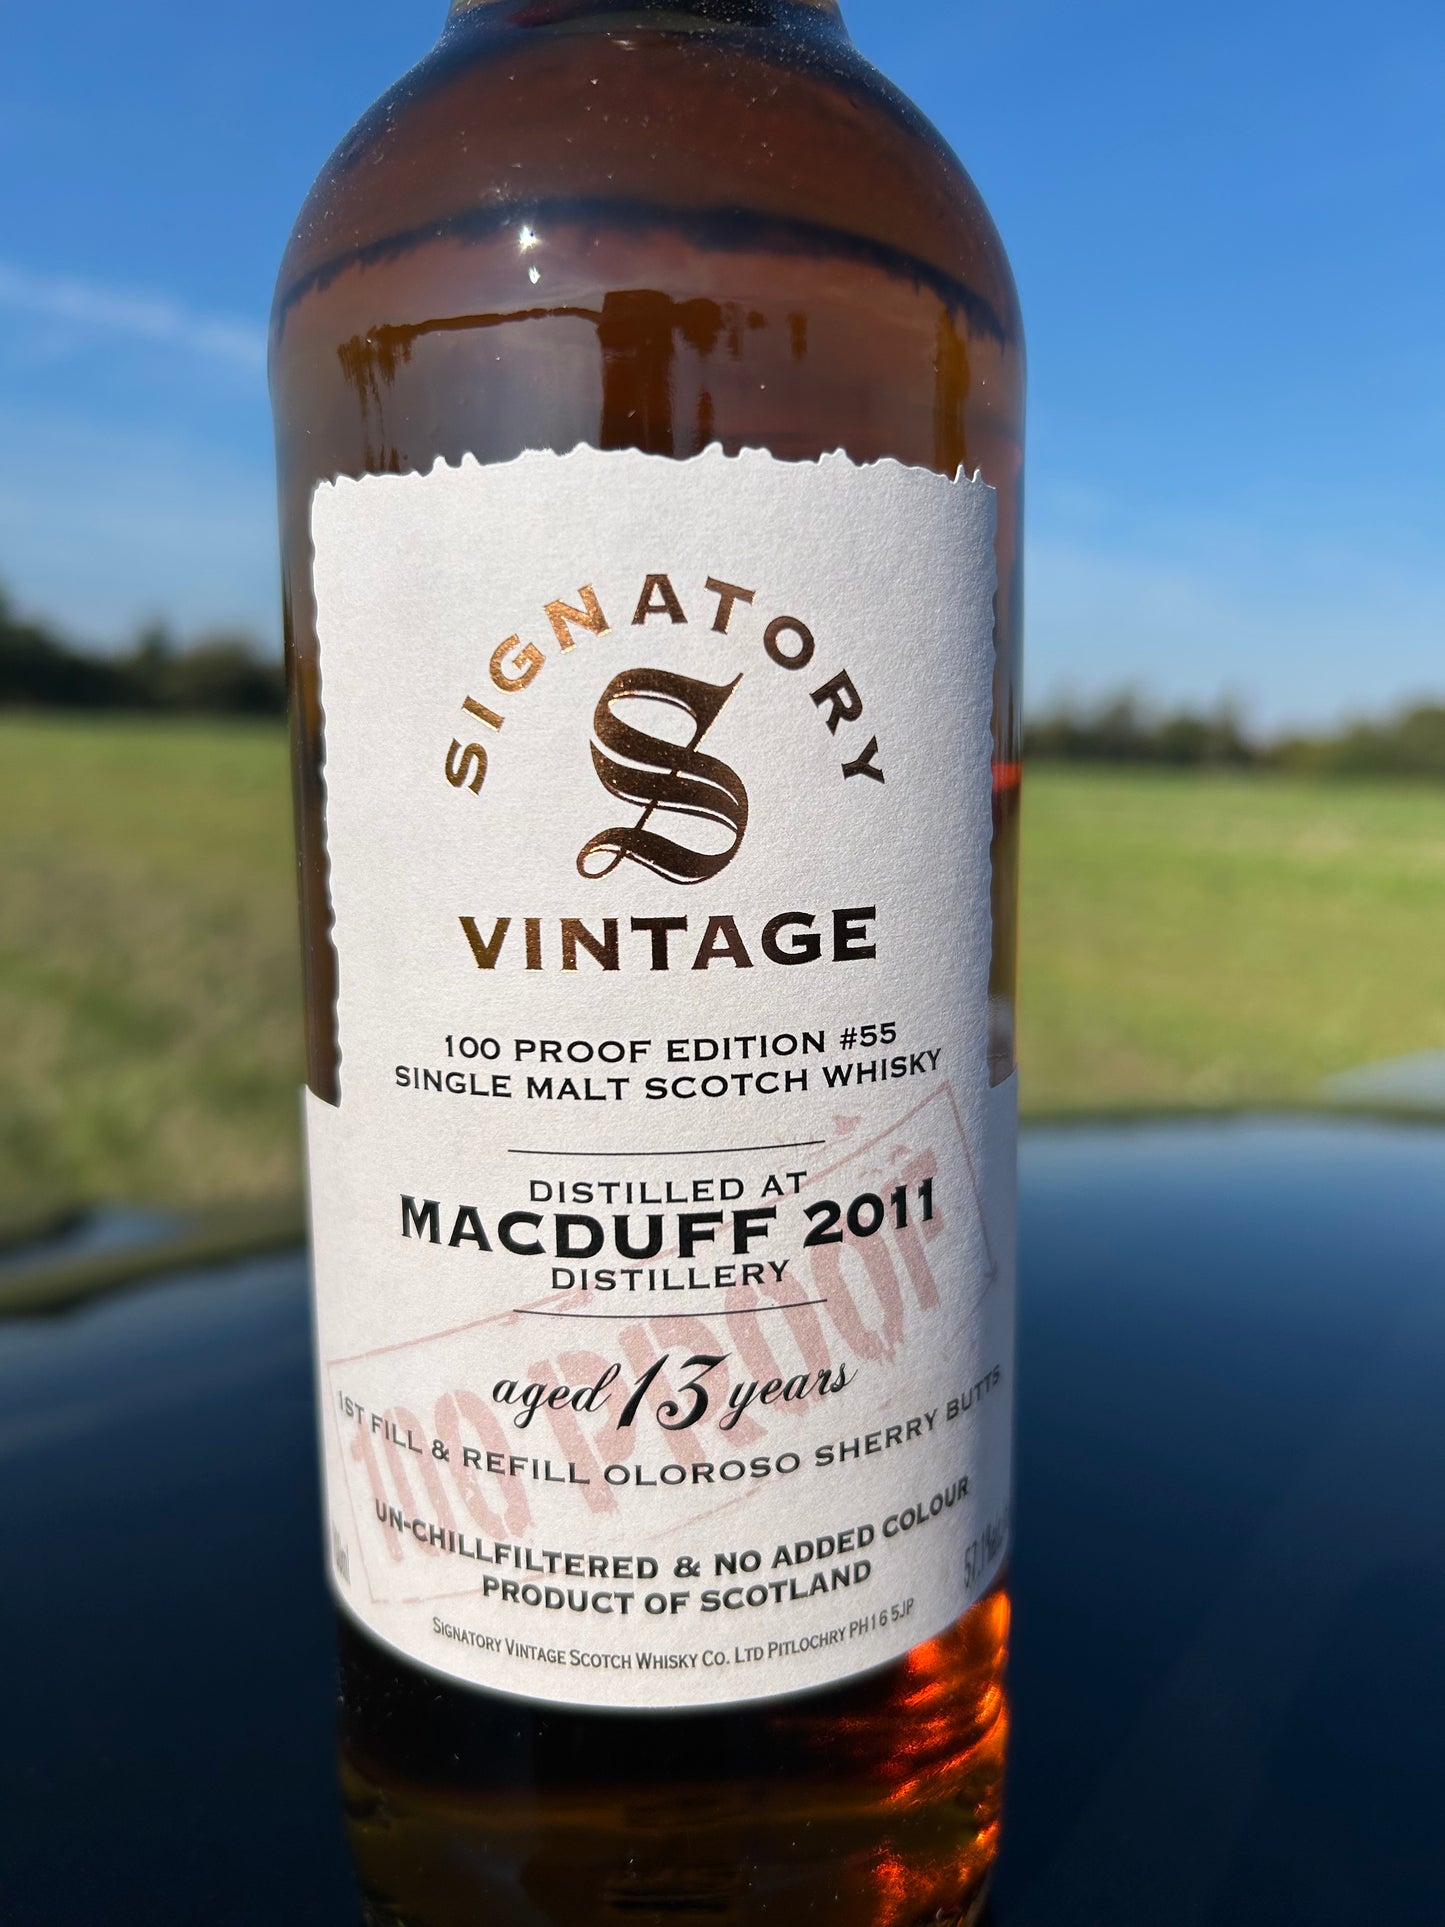 SIGNATORY
S
VINTAGE
100 PROOF EDITION #55
SINGLE MALT SCOTCH WHISKY
DISTILLED AT
MACDUFF 2011
DISTILLERY
100 PROOF
aged 13 years
1ST FILL & REFILL OLOROSO SHERRY BUTTS
UN-CHILLFILTERED & NO ADDED COLOUR
PRODUCT OF SCOTLAND
57.1%
SIGNATORY VINTAGE SCOTCH WHISKY CO. LTD PITLOCHRY PH16 5JP